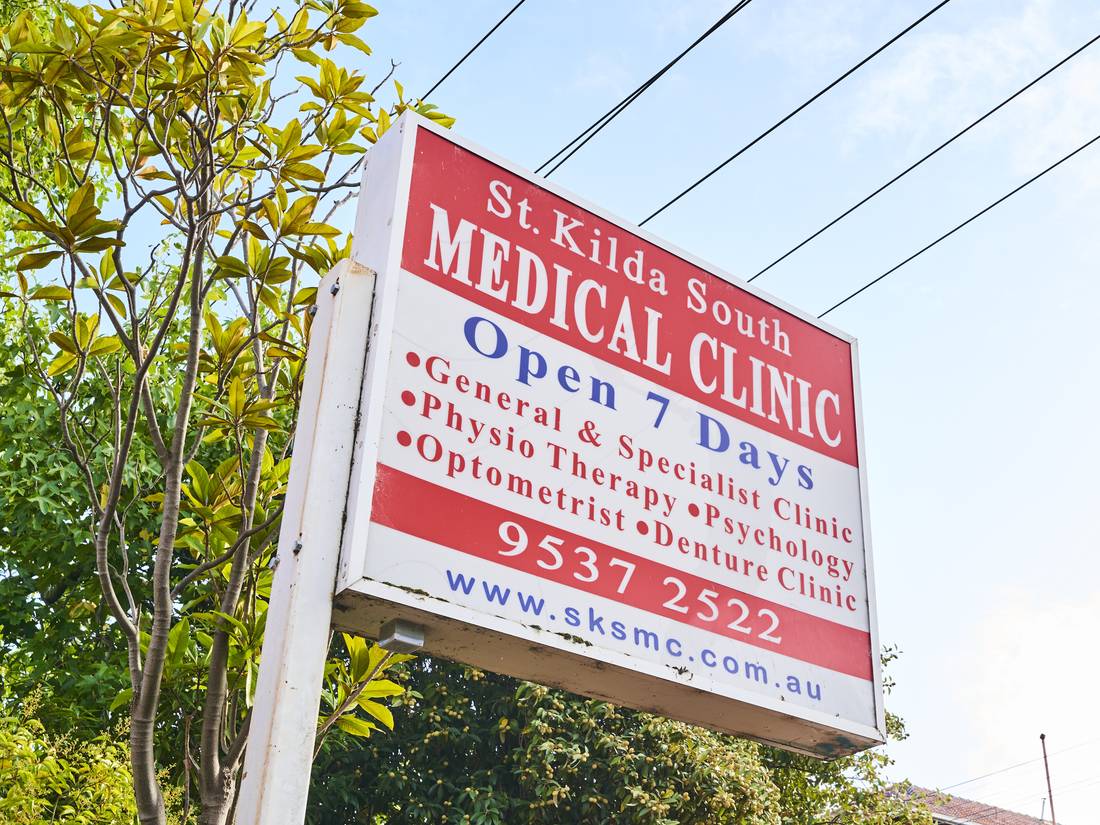 St. Kilda South
MEDICAL CLINIC
Open 7 Days
•General & Specialist Clinic
•Physio Therapy •Psychology
•Optometrist •Denture Clinic
9537 2522
www.sksmc.com.au